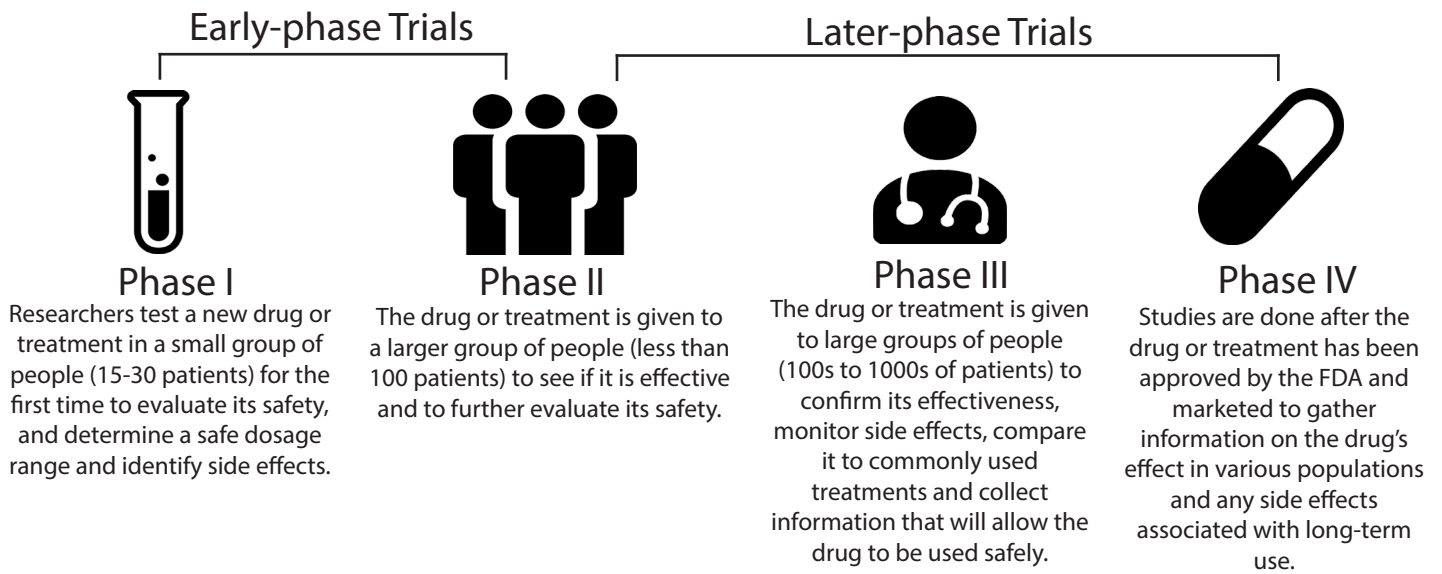 Early-phase Trials
Later-phase Trials
Phase I
Researchers test a new drug or
treatment in a small group of
people (15-30 patients) for the
first time to evaluate its safety,
and determine a safe dosage
range and identify side effects.
Phase II
The drug or treatment is given to
a larger group of people (less than
100 patients) to see if it is effective
and to further evaluate its safety.
Phase III
The drug or treatment is given
to large groups of people
(100s to 1000s of patients) to
confirm its effectiveness,
monitor side effects, compare
it to commonly used
treatments and collect
information that will allow the
drug to be used safely.
Phase IV
Studies are done after the
drug or treatment has been
approved by the FDA and
marketed to gather
information on the drug's
effect in various populations
and any side effects
associated with long-term
use.